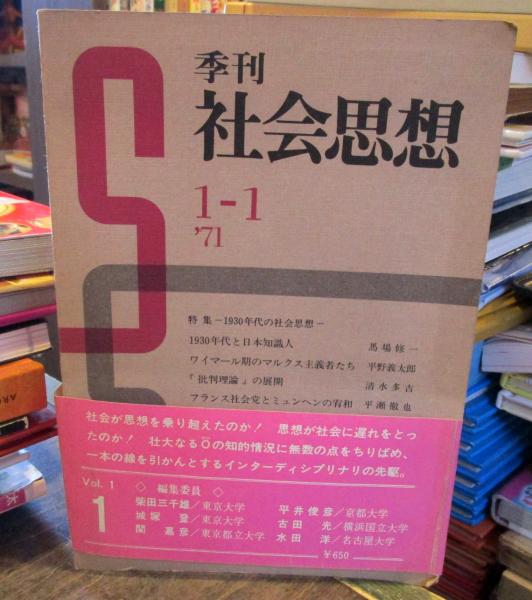 季刊
社会思想
1-1
'71
特集-1930年代の社会思想-
1930年代と日本知識人 馬場修一
ワイマール期のマルクス主義者たち 平野義太郎
『批判理論』の展開 清水多吉
フランス社会党とミュンヘンの宥和 平瀬徹也
社会が思想を乗り超えたのか! 思想が社会に遅れをとっ
たのか! 壮大なる0の知的情況に無数の点をちりばめ、
一本の線を引かんとするインターディシプリナリの先駆。
Vol. 1 ◇ 編集委員 ◇
1
柴田三千雄/東京大学 平井俊彦/京都大学
城塚登/東京大学 古田光/横浜国立大学
関嘉彦/東京都立大学 水田洋/名古屋大学
¥650